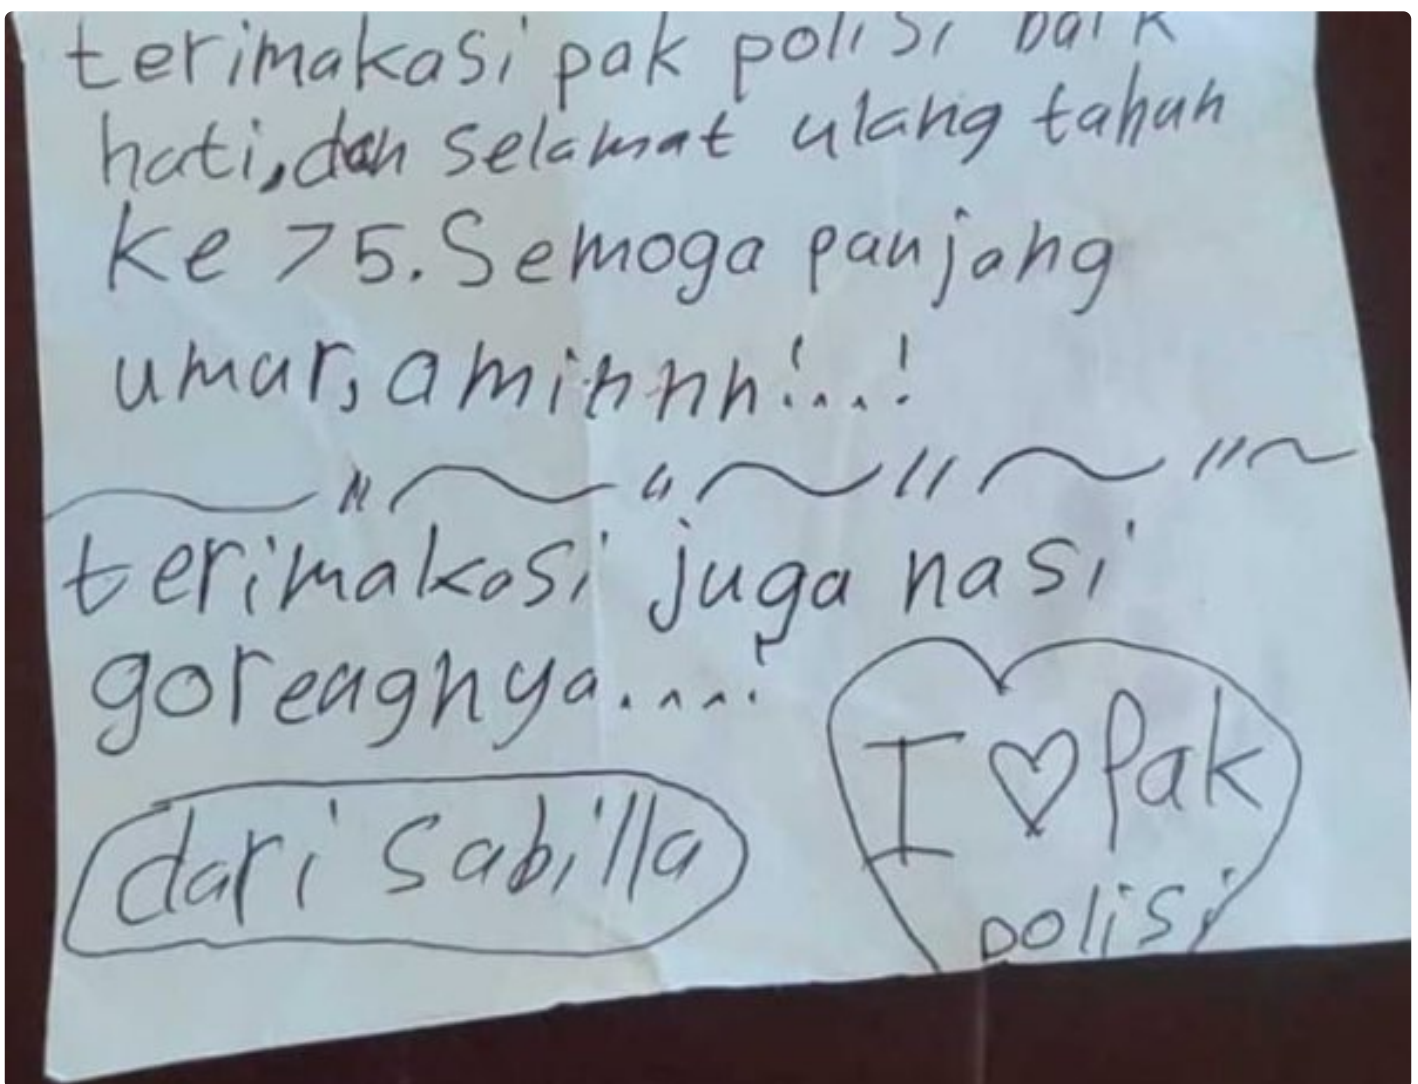 terimakasi pak polisi baik
hati, dan selamat ulang tahun
ke 75. Semoga panjang
umur, aminnnn!...!
terimakasi juga nasi
gorengnya....!
dari Sabilla
I ♡ Pak
polisi